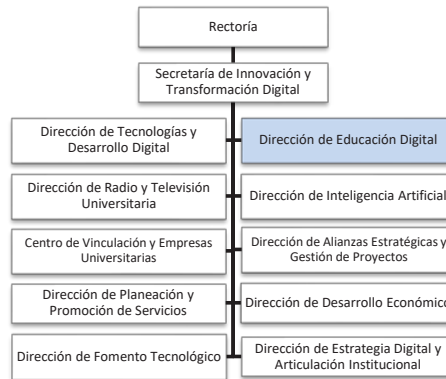 Rectoría
Secretaría de Innovación y
Transformación Digital
Dirección de Tecnologías y
Desarrollo Digital
Dirección de Educación Digital
Dirección de Radio y Televisión
Universitaria
Dirección de Inteligencia Artificial
Centro de Vinculación y Empresas
Universitarias
Dirección de Alianzas Estratégicas y
Gestión de Proyectos
Dirección de Planeación y
Promoción de Servicios
Dirección de Desarrollo Económico
Dirección de Fomento Tecnológico
Dirección de Estrategia Digital y
Articulación Institucional